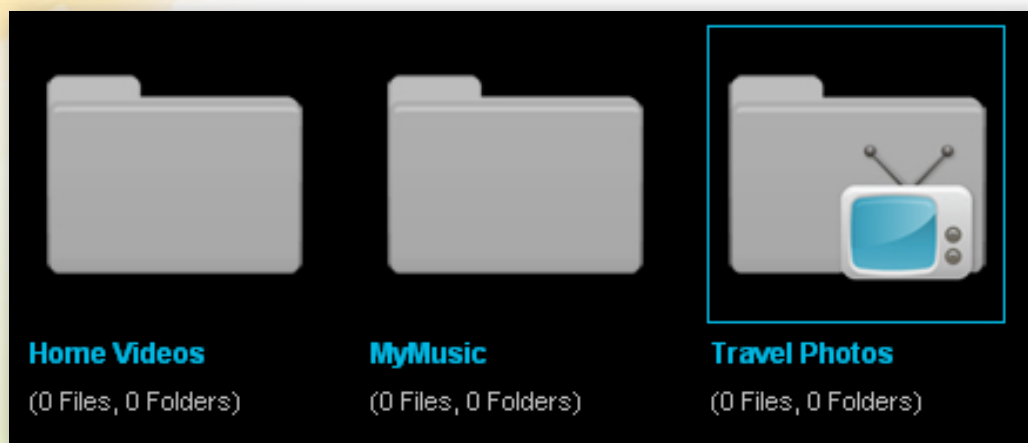 Home Videos
(0 Files, 0 Folders)
MyMusic
(0 Files, 0 Folders)
Travel Photos
(0 Files, 0 Folders)